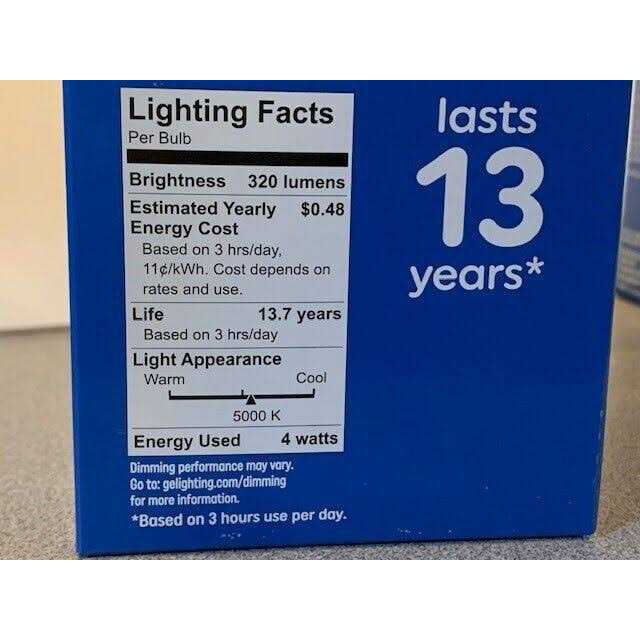 Lighting Facts
Per Bulb
Brightness 320 lumens
Estimated Yearly $0.48
Energy Cost
Based on 3 hrs/day,
11¢/kWh. Cost depends on
rates and use.
Life 13.7 years
Based on 3 hrs/day
Light Appearance
Warm Cool
5000 K
Energy Used 4 watts
Dimming performance may vary.
Go to: gelighting.com/dimming
for more information.
*Based on 3 hours use per day.
lasts
13
years*